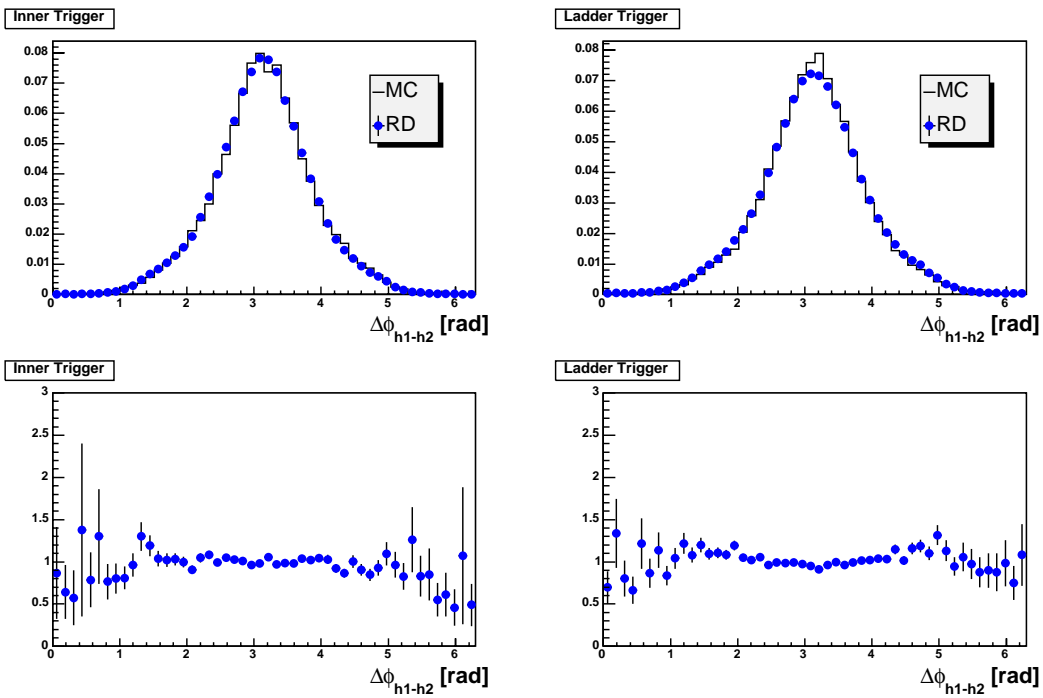 Inner Trigger
0.08
0.07
0.06
0.05
0.04
0.03
0.02
0.01
0
0 1 2 3 4 5 6
MC
RD
Δϕh1-h2 [rad]
Ladder Trigger
0.08
0.07
0.06
0.05
0.04
0.03
0.02
0.01
0
0 1 2 3 4 5 6
MC
RD
Δϕh1-h2 [rad]
Inner Trigger
3
2.5
2
1.5
1
0.5
0
0 1 2 3 4 5 6
Δϕh1-h2 [rad]
Ladder Trigger
3
2.5
2
1.5
1
0.5
0
0 1 2 3 4 5 6
Δϕh1-h2 [rad]